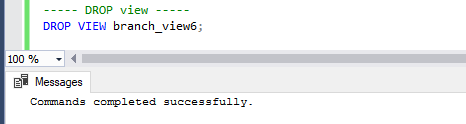 ----- DROP view -----
DROP VIEW branch_view6;
100 %
Messages
Commands completed successfully.